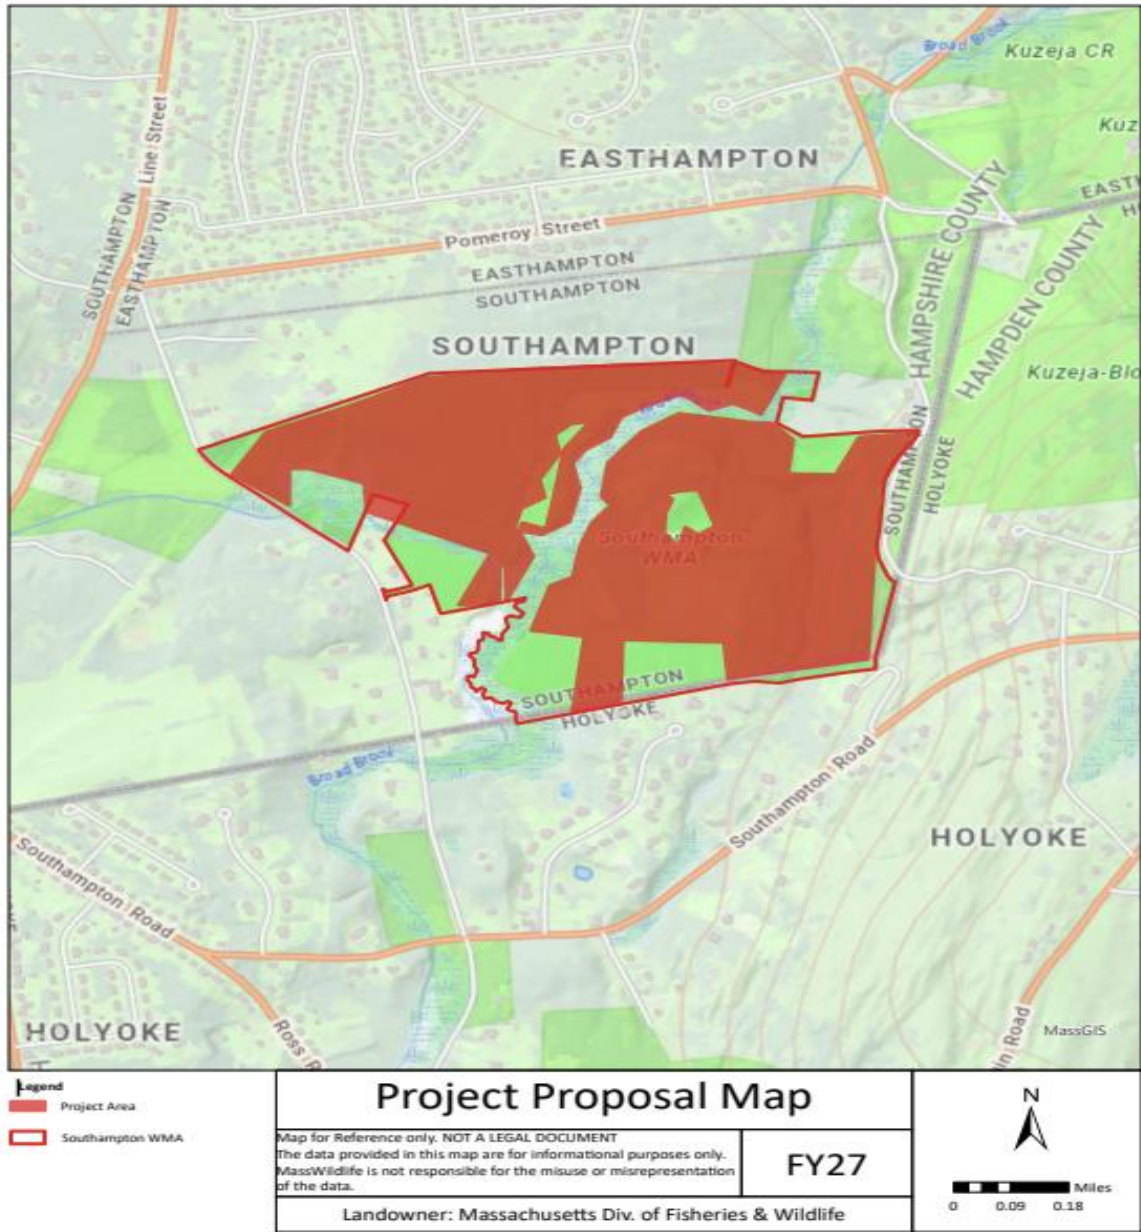 Broad Brook
Kuzeja CR
Line Street
EASTHAMPTON
SOUTHAMPTON
EASTHAMPTON
HAMPSHIRE COUNTY
HAMPDEN COUNTY
Pomeroy Street
EASTHAMPTON
SOUTHAMPTON
SOUTHAMPTON
Kuzeja-Blo
SOUTHAMPTON
HOLYOKE
Southampton
WMA
SOUTHAMPTON
HOLYOKE
Broad Brook
Southampton Road
HOLYOKE
Southampton Road
HOLYOKE
Ross R
in Road
MassGIS
Legend
Project Area
Southampton WMA
Project Proposal Map
Map for Reference only. NOT A LEGAL DOCUMENT
The data provided in this map are for informational purposes only.
MassWildlife is not responsible for the misuse or misrepresentation
of the data.
FY27
Landowner: Massachusetts Div. of Fisheries & Wildlife
N
Miles
0 0.09 0.18